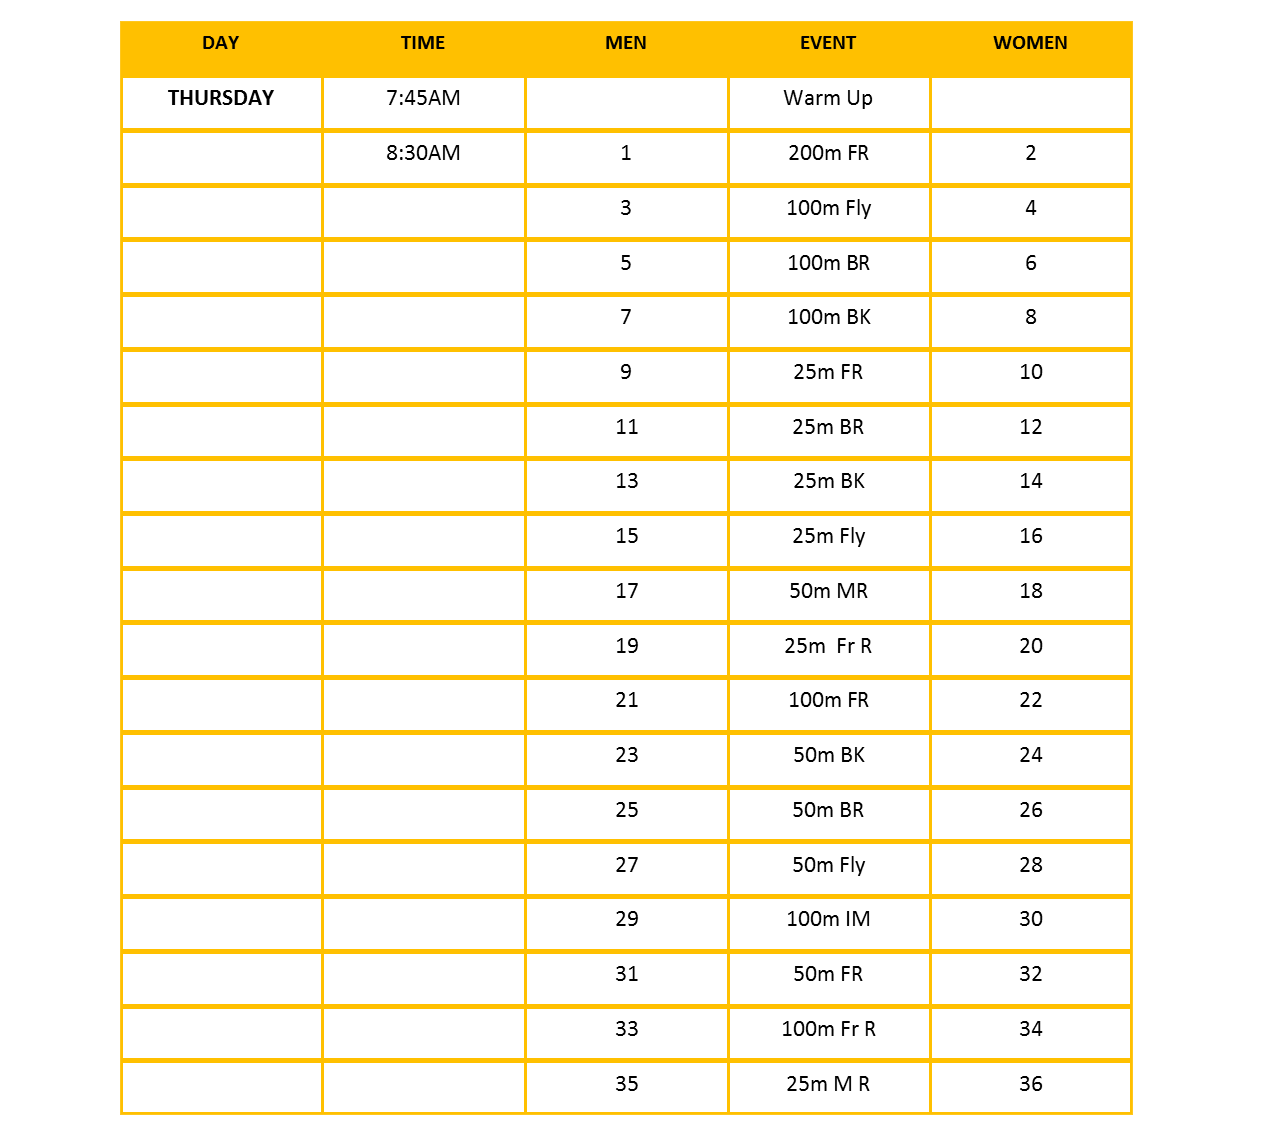 DAY TIME MEN EVENT WOMEN
THURSDAY 7:45AM Warm Up
8:30AM 1 200m FR 2
3 100m Fly 4
5 100m BR 6
7 100m BK 8
9 25m FR 10
11 25m BR 12
13 25m BK 14
15 25m Fly 16
17 50m MR 18
19 25m  Fr R 20
21 100m FR 22
23 50m BK 24
25 50m BR 26
27 50m Fly 28
29 100m IM 30
31 50m FR 32
33 100m Fr R 34
35 25m M R 36